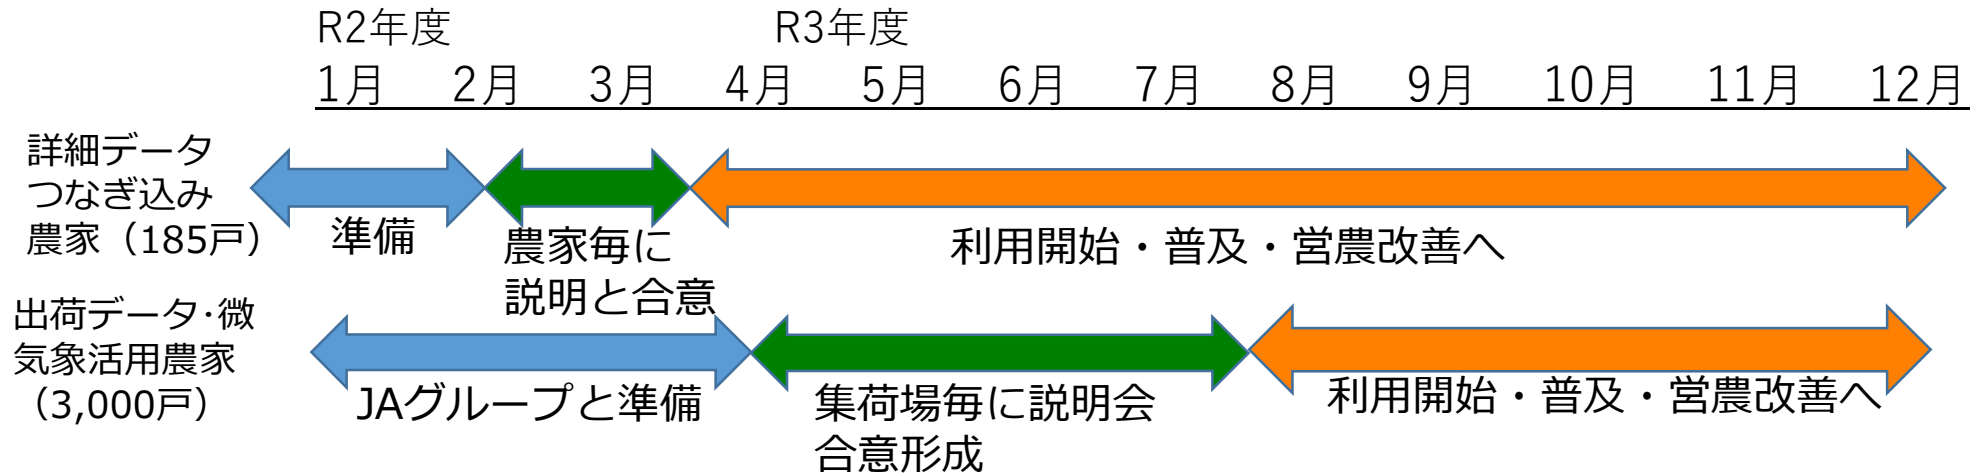 R2年度 R3年度
1月 2月 3月 4月 5月 6月 7月 8月 9月 10月 11月 12月
詳細データ
つなぎ込み
農家（185戸）
準備
農家毎に
説明と合意
利用開始・普及・営農改善へ
出荷データ・微
気象活用農家
（3,000戸）
JAグループと準備
集荷場毎に説明会
合意形成
利用開始・普及・営農改善へ